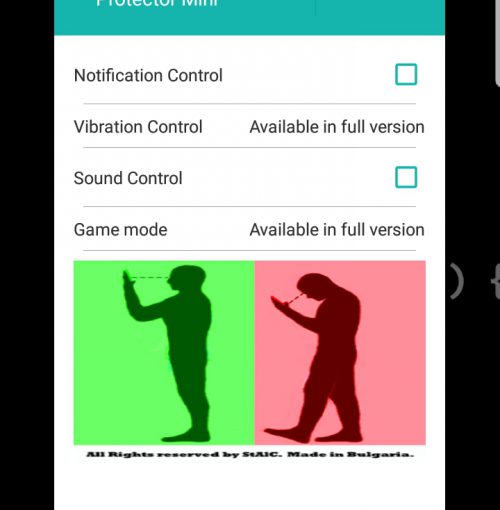 Protector Mini
Notification Control
Vibration Control Available in full version
Sound Control
Game mode Available in full version
) {
All Rights reserved by StAlC. Made in Bulgaria.